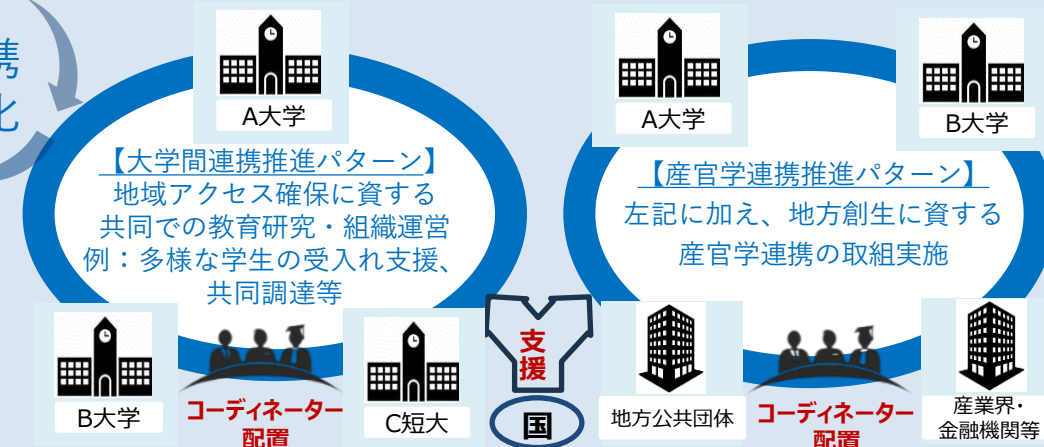 携
化
A大学
【大学間連携推進パターン】
地域アクセス確保に資する
共同での教育研究・組織運営
例：多様な学生の受入れ支援、
共同調達等
B大学
コーディネーター
配置
C短大
支
援
国
A大学
B大学
【産官学連携推進パターン】
左記に加え、地方創生に資する
産官学連携の取組実施
地方公共団体
コーディネーター
配置
産業界・
金融機関等